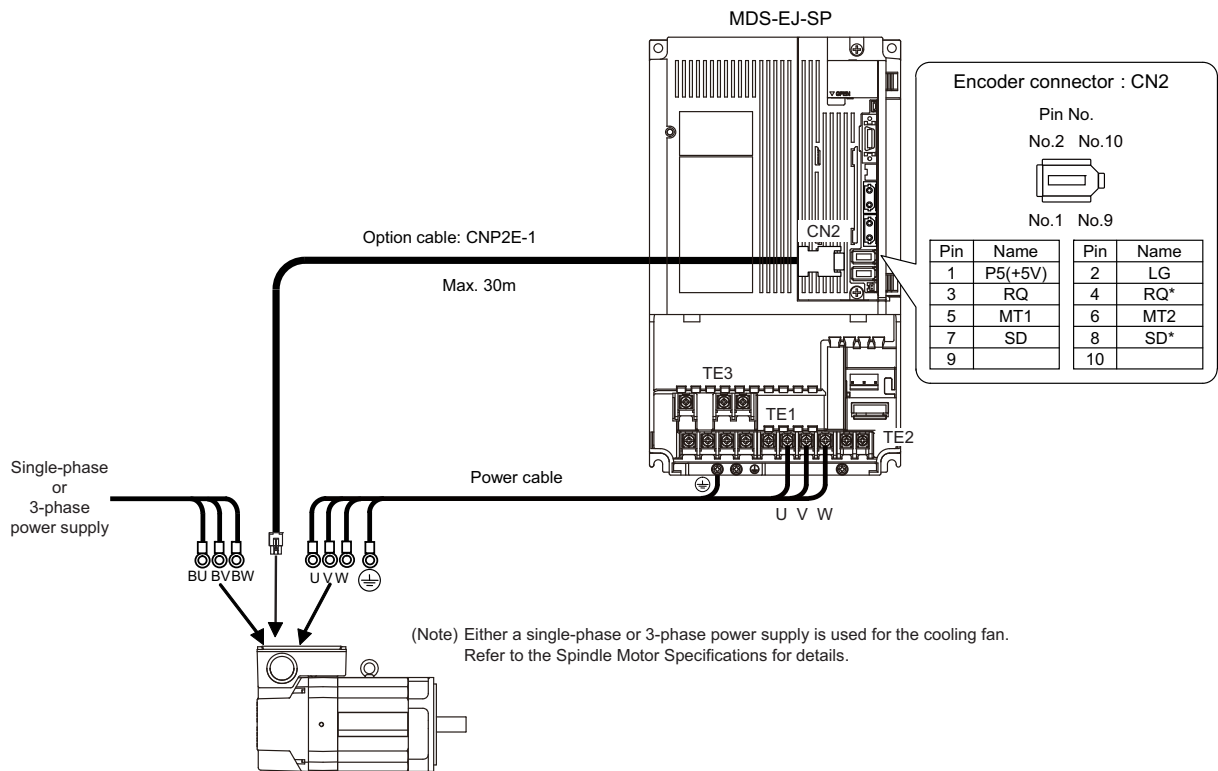 MDS-EJ-SP
▽ OPEN
Encoder connector : CN2
Pin No.
No.2 No.10
No.1 No.9
Pin Name Pin Name
1 P5(+5V) 2 LG
3 RQ 4 RQ*
5 MT1 6 MT2
7 SD 8 SD*
9 10
CN2
Option cable: CNP2E-1
Max. 30m
TE3
TE1
TE2
Single-phase
or
3-phase
power supply
Power cable
U V W
BU BV BW
U V W
(Note) Either a single-phase or 3-phase power supply is used for the cooling fan.
Refer to the Spindle Motor Specifications for details.